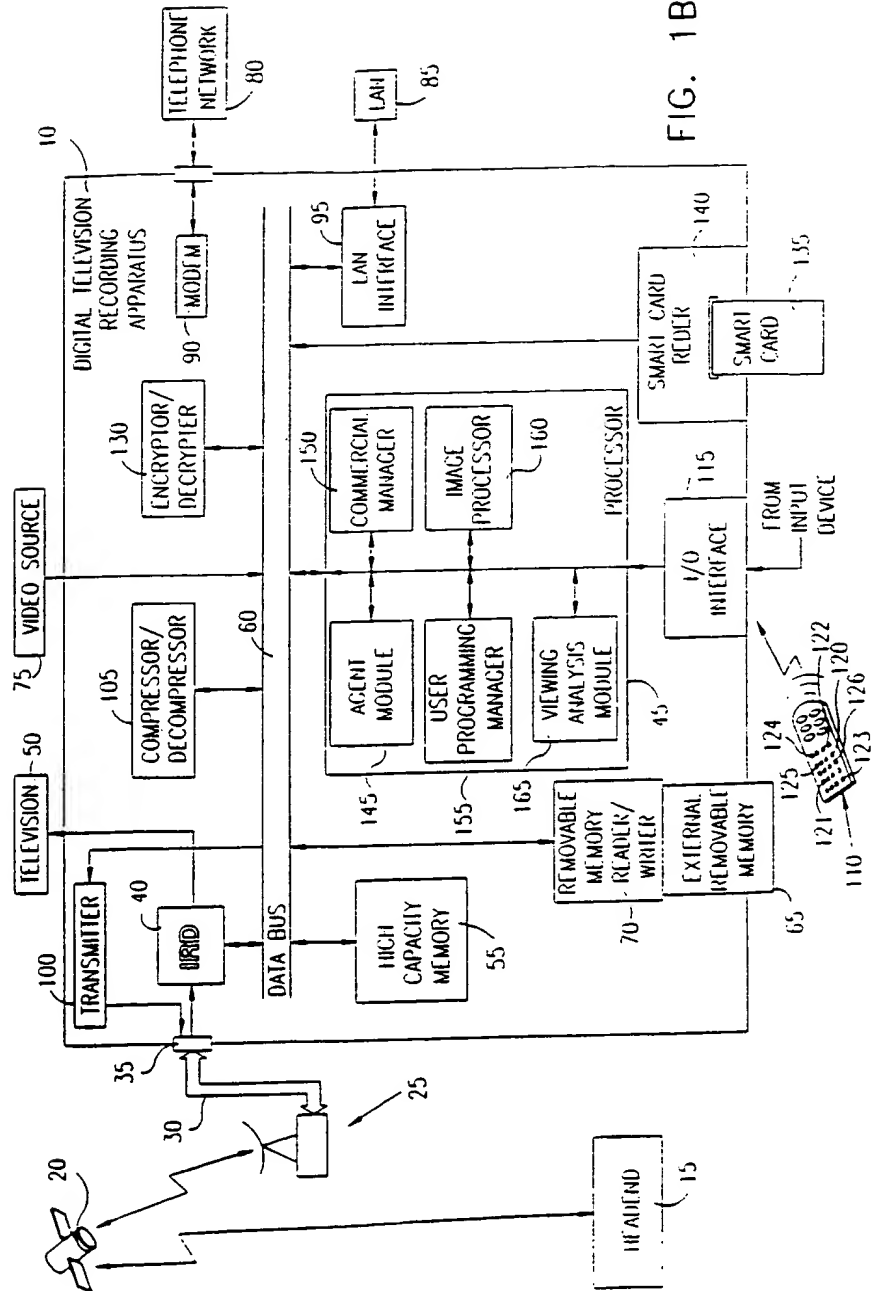 FIG. 1B
DIGITAL TELEVISION
RECORDING
APPARATUS
10
TELEPHONE
NETWORK
80
LAN
85
MODEM
90
LAN
INTERFACE
95
VIDEO SOURCE
75
ENCRYPTOR/
DECRYPTER
130
COMPRESSOR/
DECOMPRESSOR
105
TELEVISION
50
TRANSMITTER
100
IRD
40
35
30
25
20
HEADEND
15
DATA BUS
60
HIGH
CAPACITY
MEMORY
55
COMMERCIAL
MANAGER
150
IMAGE
PROCESSOR
160
PROCESSOR
AGENT
MODULE
145
USER
PROGRAMMING
MANAGER
155
VIEWING
ANALYSIS
MODULE
165
45
SMART CARD
REDER
140
SMART
CARD
135
I/O
INTERFACE
115
FROM
INPUT
DEVICE
REMOVABLE
MEMORY
READER/
WRITER
70
EXTERNAL
REMOVABLE
MEMORY
65
110
121
125
124
122
120
126
123